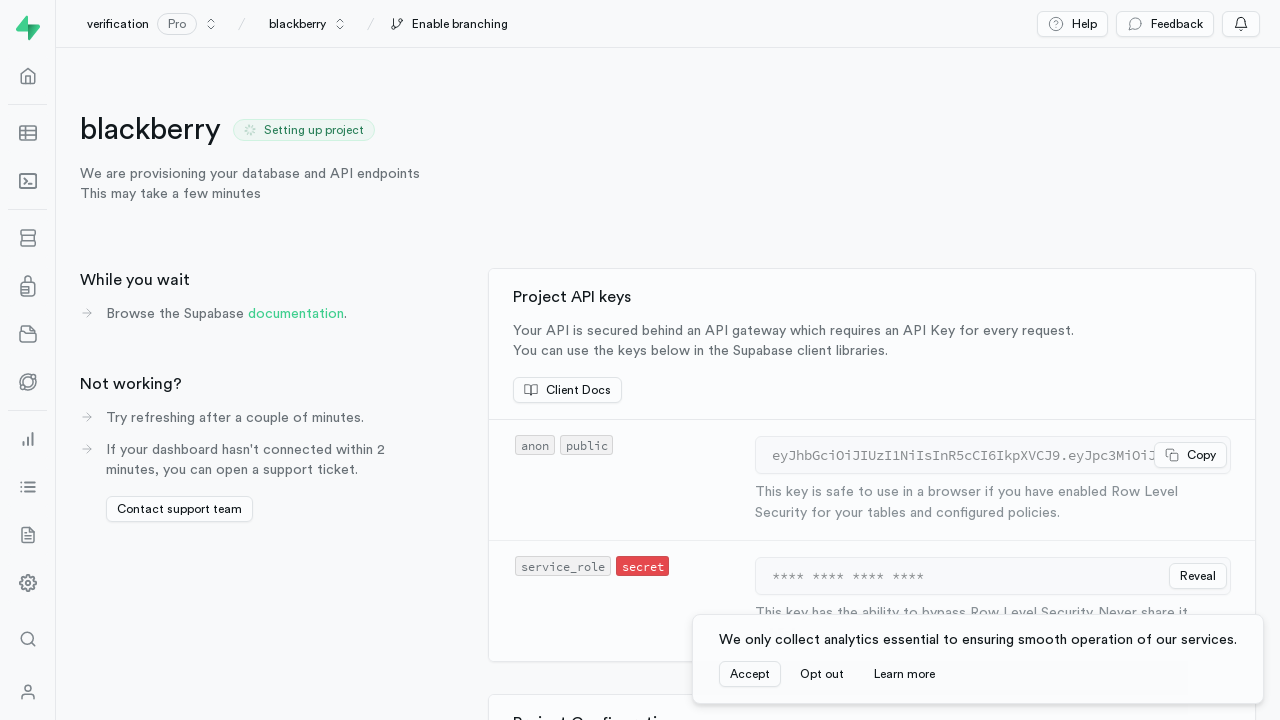 verification Pro / blackberry / Enable branching Help Feedback
blackberry Setting up project
We are provisioning your database and API endpoints
This may take a few minutes
While you wait
Browse the Supabase documentation.
Not working?
Try refreshing after a couple of minutes.
If your dashboard hasn't connected within 2
minutes, you can open a support ticket.
Contact support team
Project API keys
Your API is secured behind an API gateway which requires an API Key for every request.
You can use the keys below in the Supabase client libraries.
Client Docs
anon public
eyJhbGciOiJIUzI1NiIsInR5cCI6IkpXVCJ9.eyJpc3MiOiJ Copy
This key is safe to use in a browser if you have enabled Row Level
Security for your tables and configured policies.
service_role secret
**** **** **** **** Reveal
This key has the ability to bypass Row Level Security. Never share it
We only collect analytics essential to ensuring smooth operation of our services.
Accept Opt out Learn more